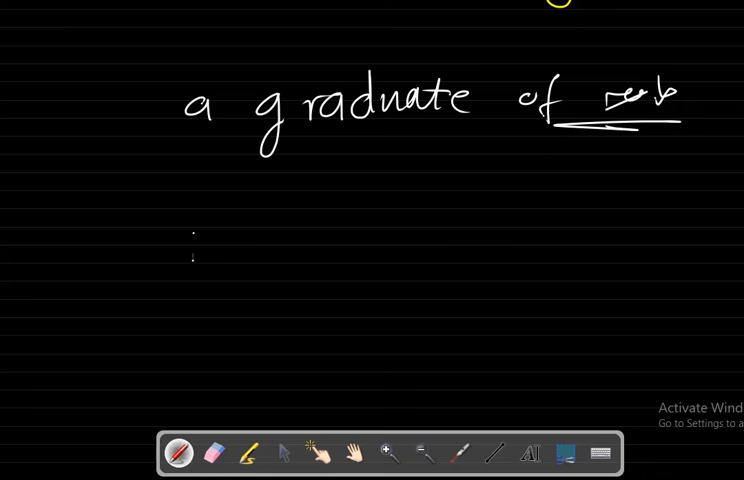 a graduate of
Activate Wind
Go to Settings to a